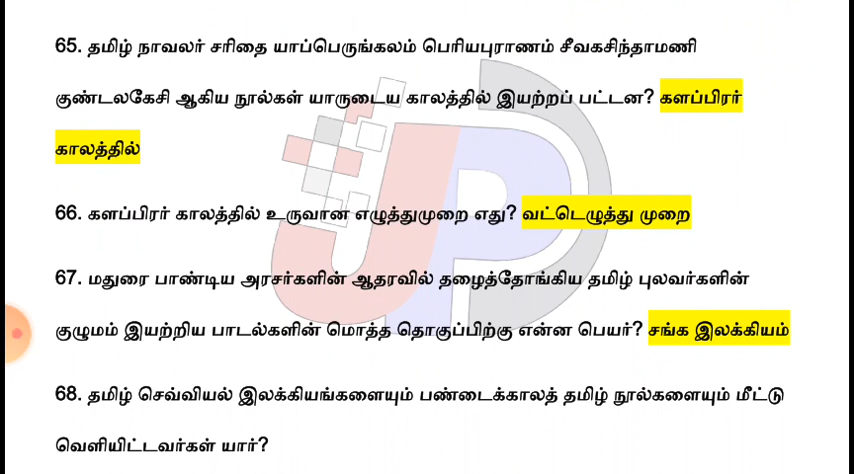 65. தமிழ் நாவலர் சரிதை யாப்பெருங்கலம் பெரியபுராணம் சீவகசிந்தாமணி
குண்டலகேசி ஆகிய நூல்கள் யாருடைய காலத்தில் இயற்றப் பட்டன? களப்பிரர்
காலத்தில்
66. களப்பிரர் காலத்தில் உருவான எழுத்துமுறை எது? வட்டெழுத்து முறை
67. மதுரை பாண்டிய அரசர்களின் ஆதரவில் தழைத்தோங்கிய தமிழ் புலவர்களின்
குழுமம் இயற்றிய பாடல்களின் மொத்த தொகுப்பிற்கு என்ன பெயர்? சங்க இலக்கியம்
68. தமிழ் செவ்வியல் இலக்கியங்களையும் பண்டைக்காலத் தமிழ் நூல்களையும் மீட்டு
வெளியிட்டவர்கள் யார்?